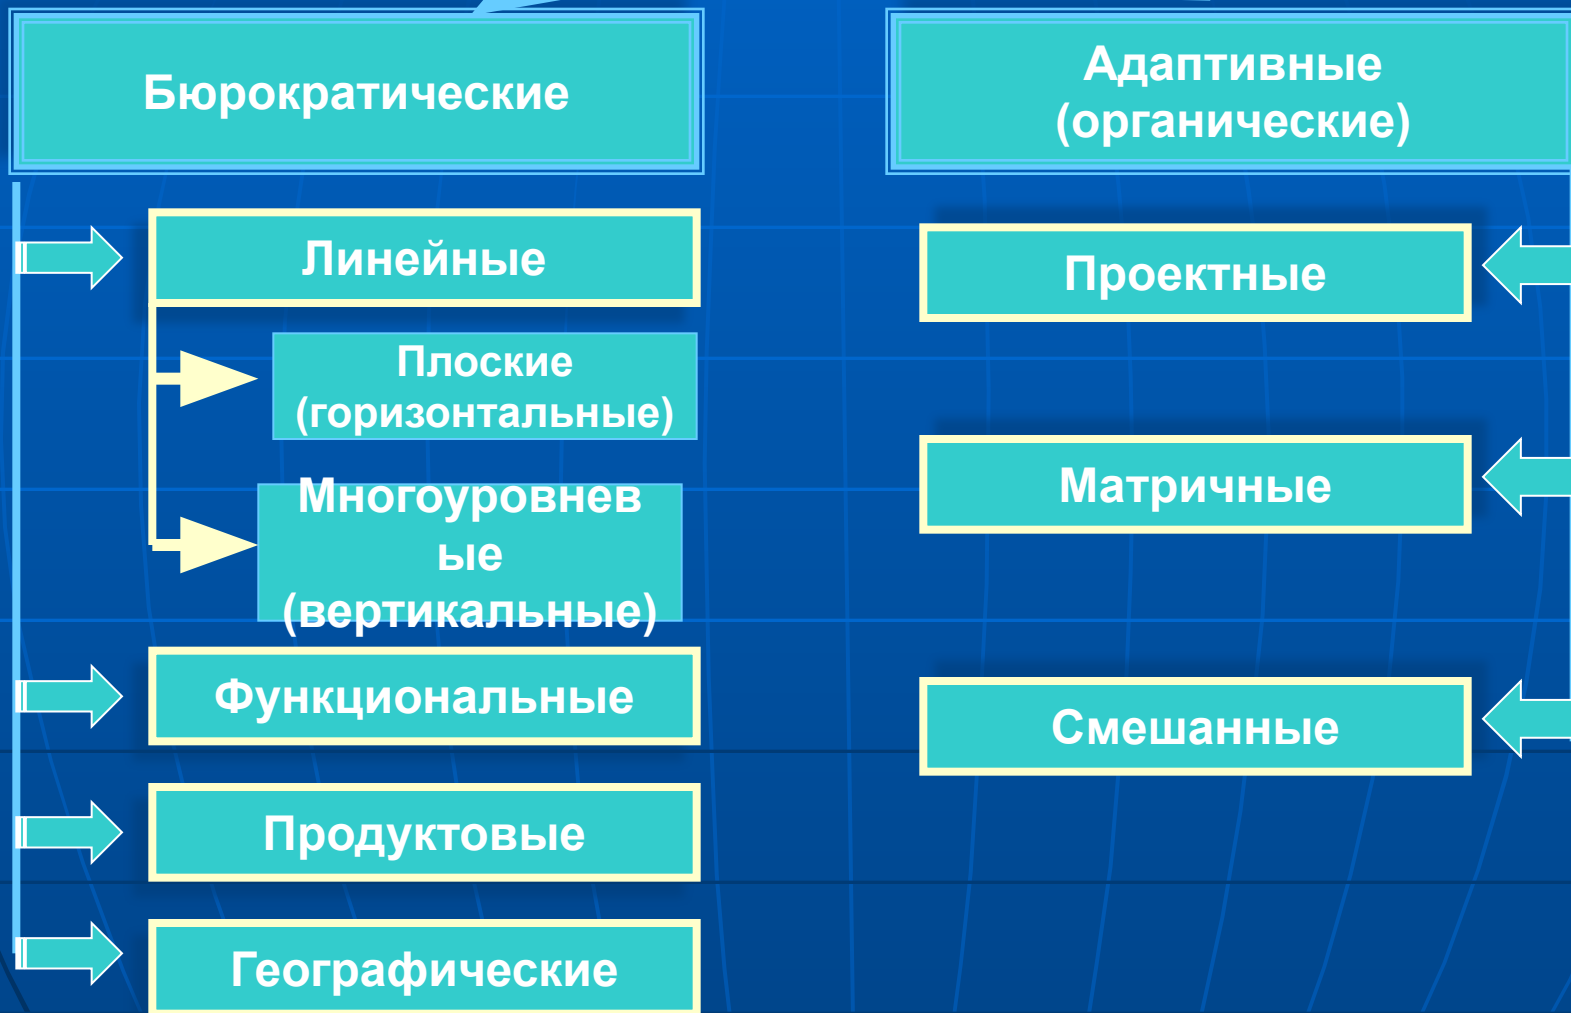 Бюрократические
Линейные
Плоские
(горизонтальные)
Многоуровнев
ые
(вертикальные)
Функциональные
Продуктовые
Географические
Адаптивные
(органические)
Проектные
Матричные
Смешанные